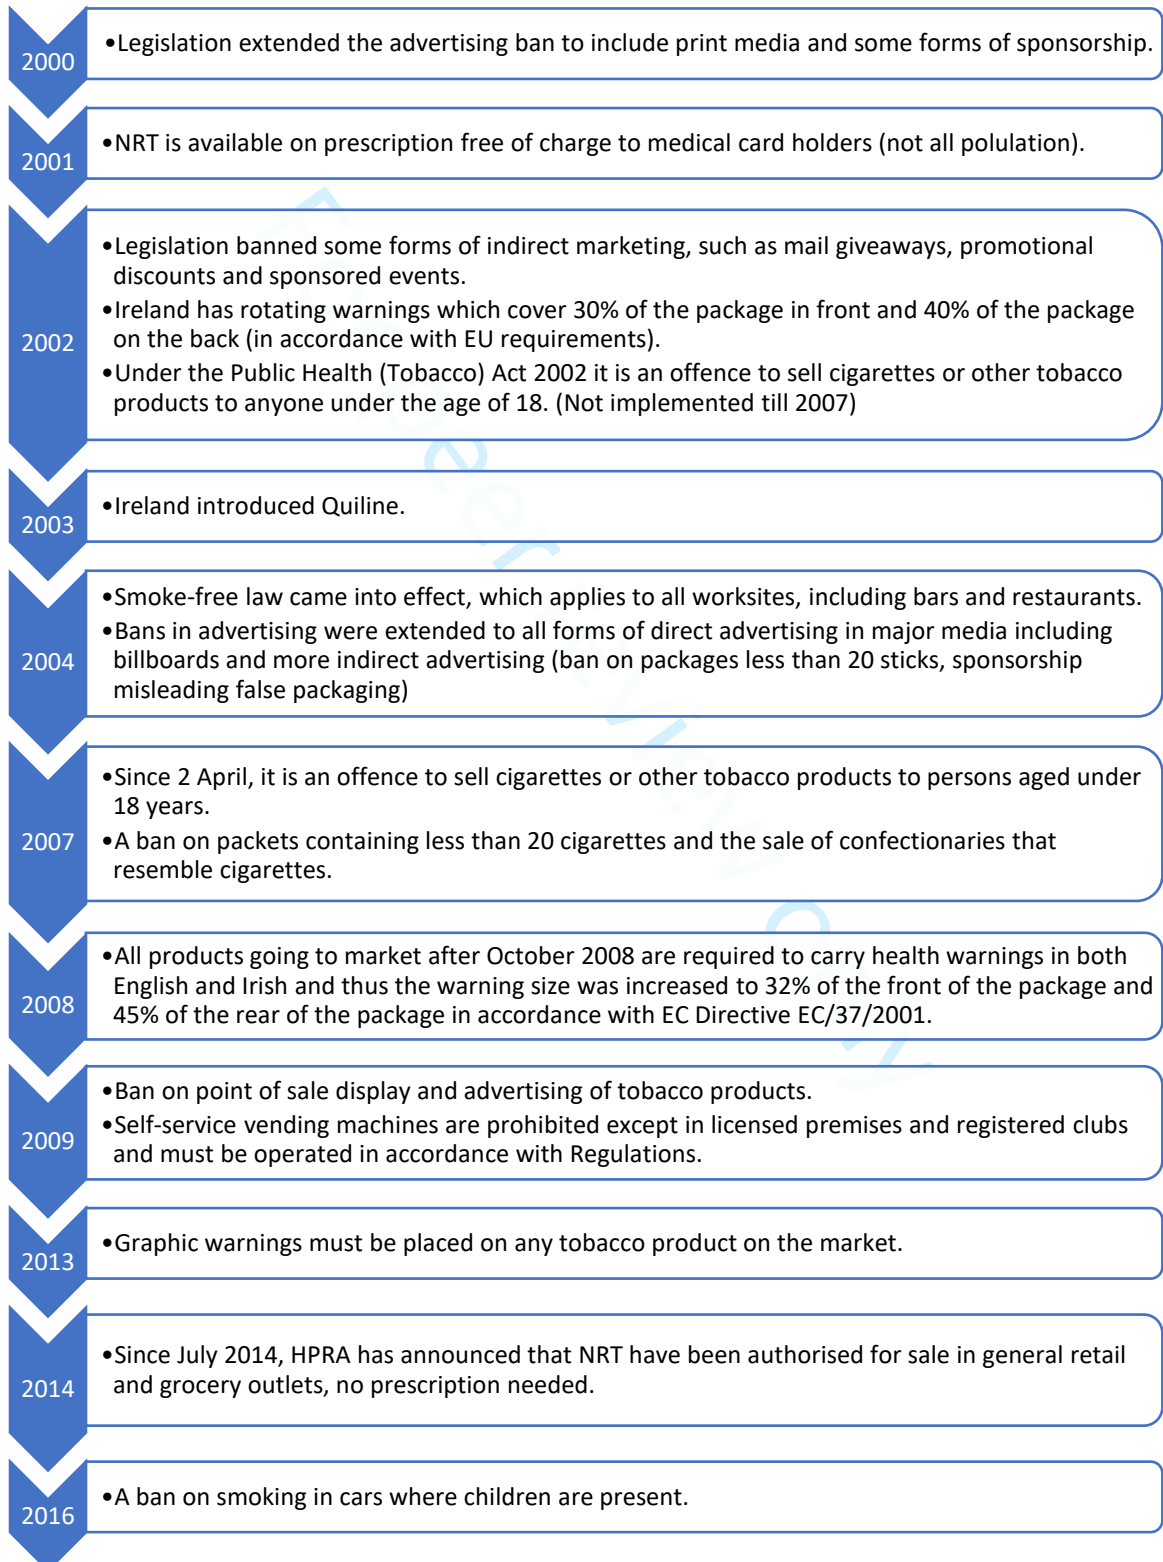 2000
•Legislation extended the advertising ban to include print media and some forms of sponsorship.
2001
•NRT is available on prescription free of charge to medical card holders (not all polulation).
2002
•Legislation banned some forms of indirect marketing, such as mail giveaways, promotional
discounts and sponsored events.
•Ireland has rotating warnings which cover 30% of the package in front and 40% of the package
on the back (in accordance with EU requirements).
•Under the Public Health (Tobacco) Act 2002 it is an offence to sell cigarettes or other tobacco
products to anyone under the age of 18. (Not implemented till 2007)
2003
•Ireland introduced Quiline.
2004
•Smoke-free law came into effect, which applies to all worksites, including bars and restaurants.
•Bans in advertising were extended to all forms of direct advertising in major media including
billboards and more indirect advertising (ban on packages less than 20 sticks, sponsorship
misleading false packaging)
2007
•Since 2 April, it is an offence to sell cigarettes or other tobacco products to persons aged under
18 years.
•A ban on packets containing less than 20 cigarettes and the sale of confectionaries that
resemble cigarettes.
2008
•All products going to market after October 2008 are required to carry health warnings in both
English and Irish and thus the warning size was increased to 32% of the front of the package and
45% of the rear of the package in accordance with EC Directive EC/37/2001.
2009
•Ban on point of sale display and advertising of tobacco products.
•Self-service vending machines are prohibited except in licensed premises and registered clubs
and must be operated in accordance with Regulations.
2013
•Graphic warnings must be placed on any tobacco product on the market.
2014
•Since July 2014, HPRA has announced that NRT have been authorised for sale in general retail
and grocery outlets, no prescription needed.
2016
•A ban on smoking in cars where children are present.